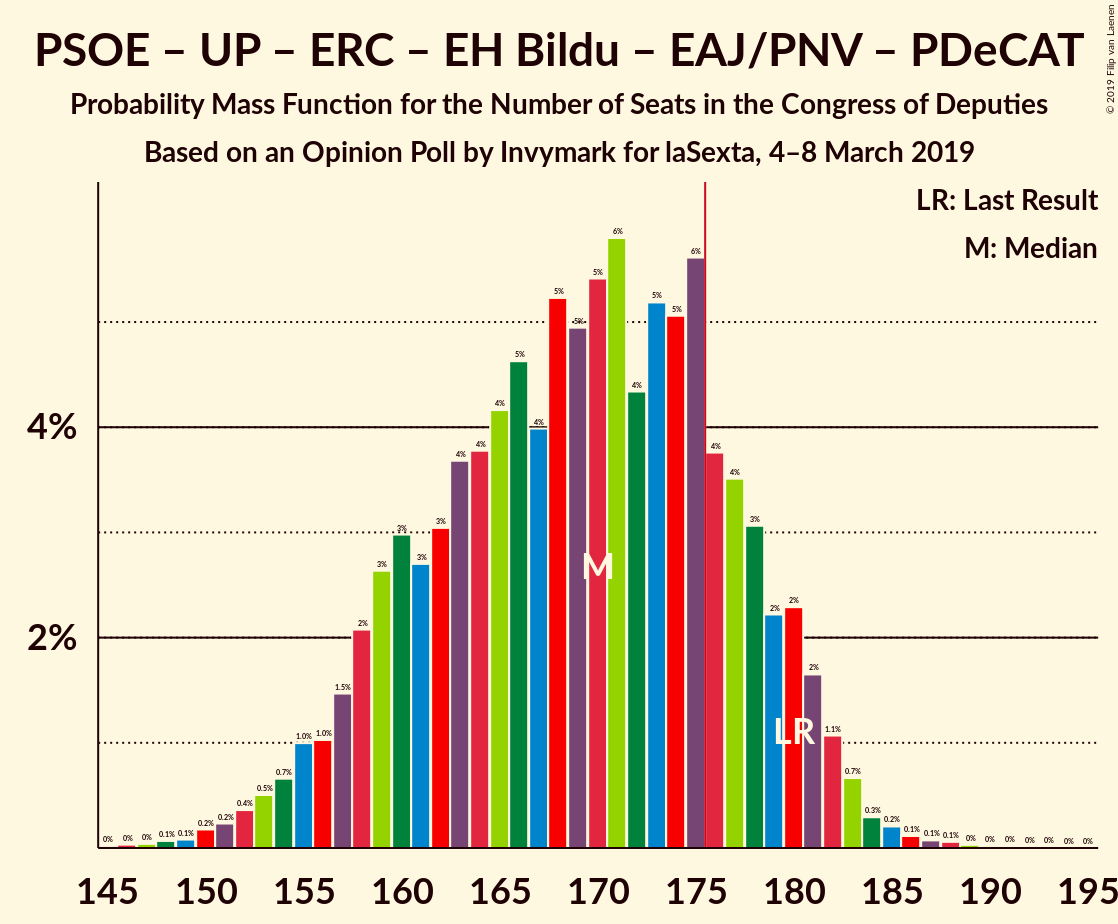 PSOE – UP – ERC – EH Bildu – EAJ/PNV – PDeCAT
Probability Mass Function for the Number of Seats in the Congress of Deputies
Based on an Opinion Poll by Invymark for laSexta, 4–8 March 2019
© 2019 Filip van Laenen
LR: Last Result
M: Median
4%
2%
0% 0% 0% 0.1% 0.1% 0.2% 0.2% 0.4% 0.5% 0.7% 1.0% 1.0% 1.5% 2% 3% 3% 3% 3% 4% 4% 4% 5% 4% 5% 5% 5% 6% 4% 5% 5% 6% 4% 4% 3% 2% 2% 2% 1.1% 0.7% 0.3% 0.2% 0.1% 0.1% 0.1% 0% 0% 0% 0% 0% 0% 0%
M
LR
145 150 155 160 165 170 175 180 185 190 195